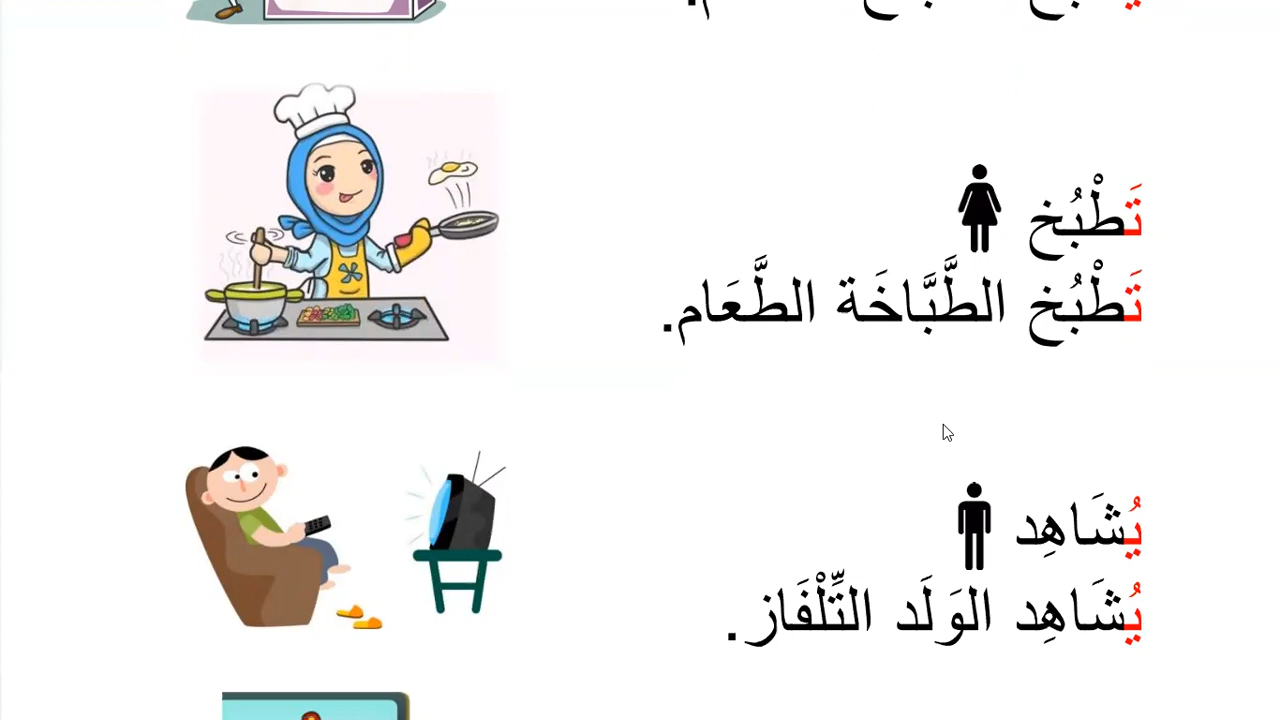 تَطْبُخ
تَطْبُخ الطَّبَّاخَة الطَّعَام.
يُشَاهِد
يُشَاهِد الوَلَد التِّلْفَاز.